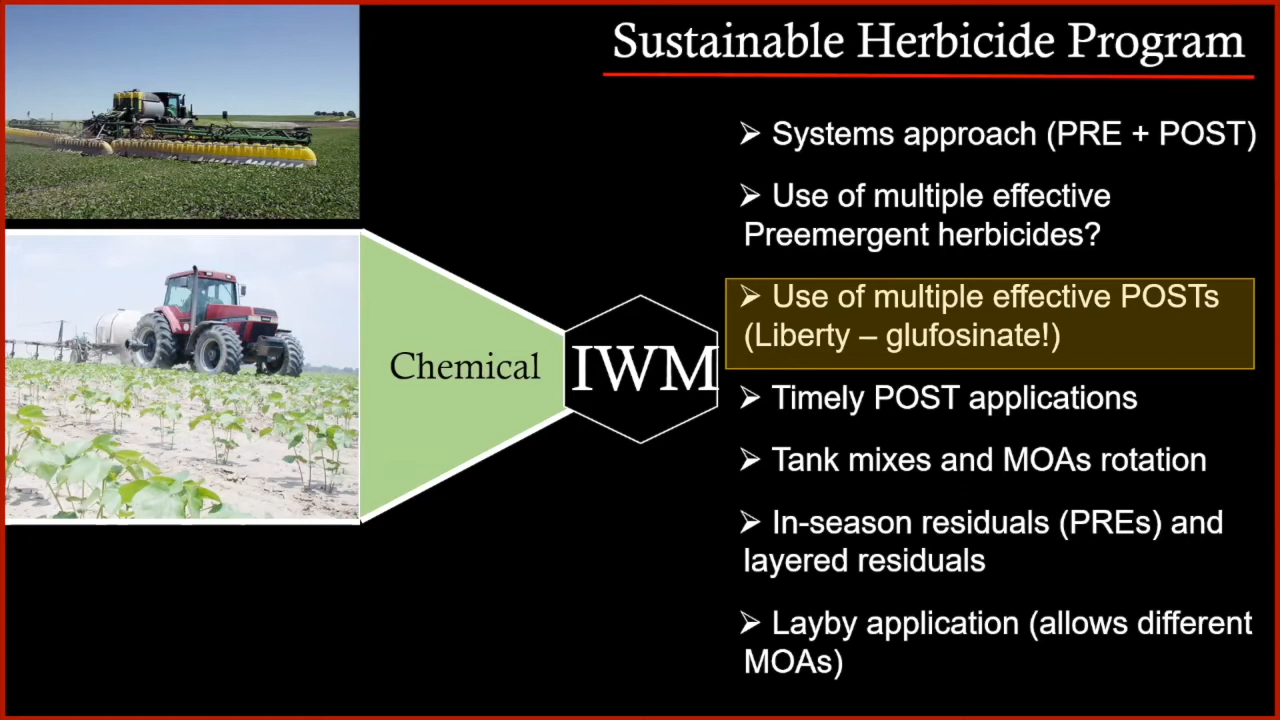 Sustainable Herbicide Program
➢ Systems approach (PRE + POST)
➢ Use of multiple effective
Preemergent herbicides?
➢ Use of multiple effective POSTs
(Liberty – glufosinate!)
Chemical
IWM
➢ Timely POST applications
➢ Tank mixes and MOAs rotation
➢ In-season residuals (PREs) and
layered residuals
➢ Layby application (allows different
MOAs)